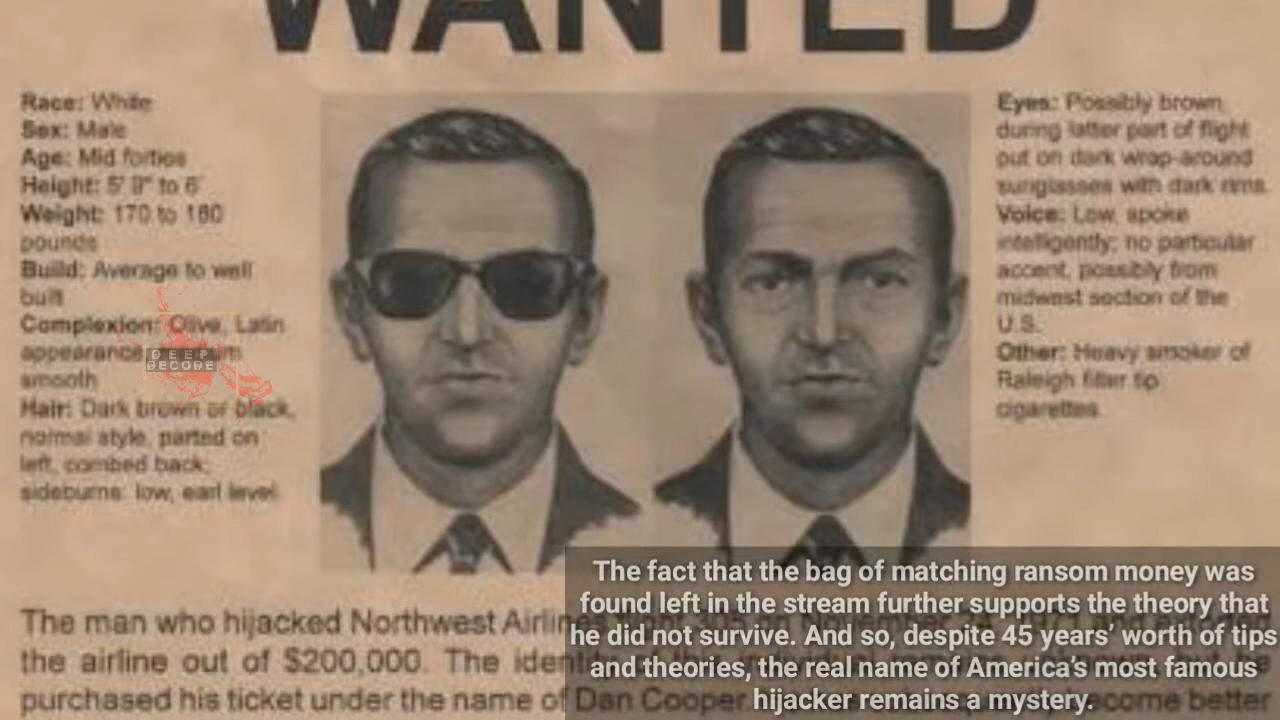 WANTED
Race: White
Sex: Male
Age: Mid forties
Height: 5' 9" to 6'
Weight: 170 to 180
pounds
Build: Average to well
built
Complexion: Olive, Latin
appearance
smooth
Hair: Dark brown or black,
normal style, parted on
left, combed back;
sideburns: low, earl level
DEEP
DECODE
Eyes: Possibly brown,
during latter part of flight
put on dark wrap-around
sunglasses with dark rims.
Voice: Low, spoke
intelligently; no particular
accent, possibly from
midwest section of the
U.S.
Other: Heavy smoker of
Raleigh filter tip
cigarettes
The man who hijacked Northwest Airlines
the airline out of $200,000. The
purchased his ticket under the name of Dan Cooper become better
The fact that the bag of matching ransom money was
found left in the stream further supports the theory that
he did not survive. And so, despite 45 years' worth of tips
and theories, the real name of America's most famous
hijacker remains a mystery.